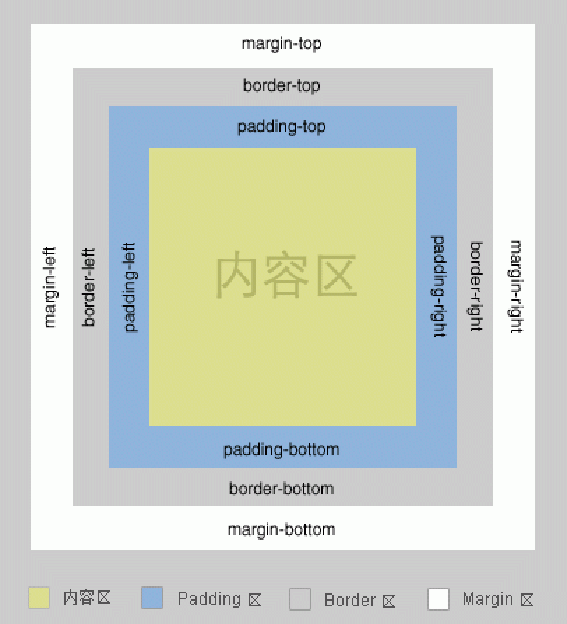 margin-top
border-top
padding-top
margin-left
border-left
padding-left
内容区
padding-right
border-right
margin-right
padding-bottom
border-bottom
margin-bottom
内容区 Padding 区 Border 区 Margin 区